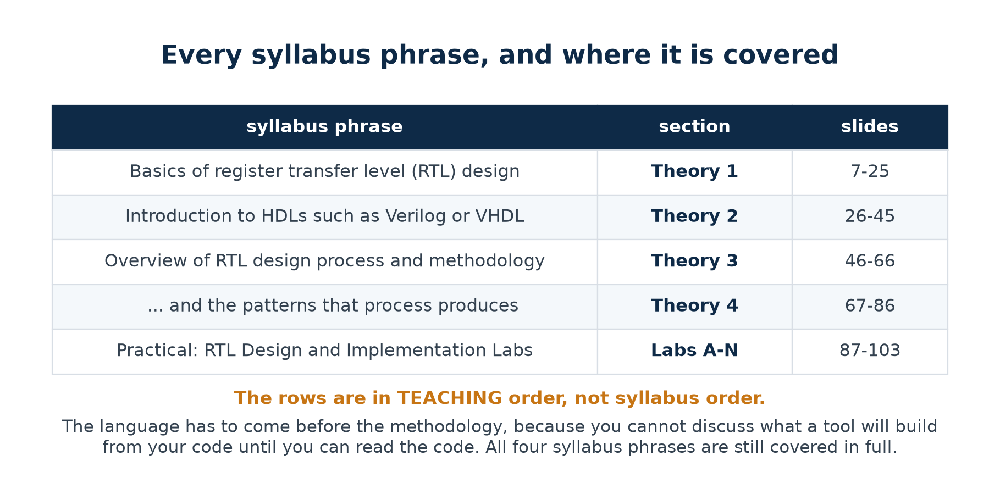 Every syllabus phrase, and where it is covered
syllabus phrase section slides
Basics of register transfer level (RTL) design Theory 1 7-25
Introduction to HDLs such as Verilog or VHDL Theory 2 26-45
Overview of RTL design process and methodology Theory 3 46-66
... and the patterns that process produces Theory 4 67-86
Practical: RTL Design and Implementation Labs Labs A-N 87-103
The rows are in TEACHING order, not syllabus order.
The language has to come before the methodology, because you cannot discuss what a tool will build
from your code until you can read the code. All four syllabus phrases are still covered in full.